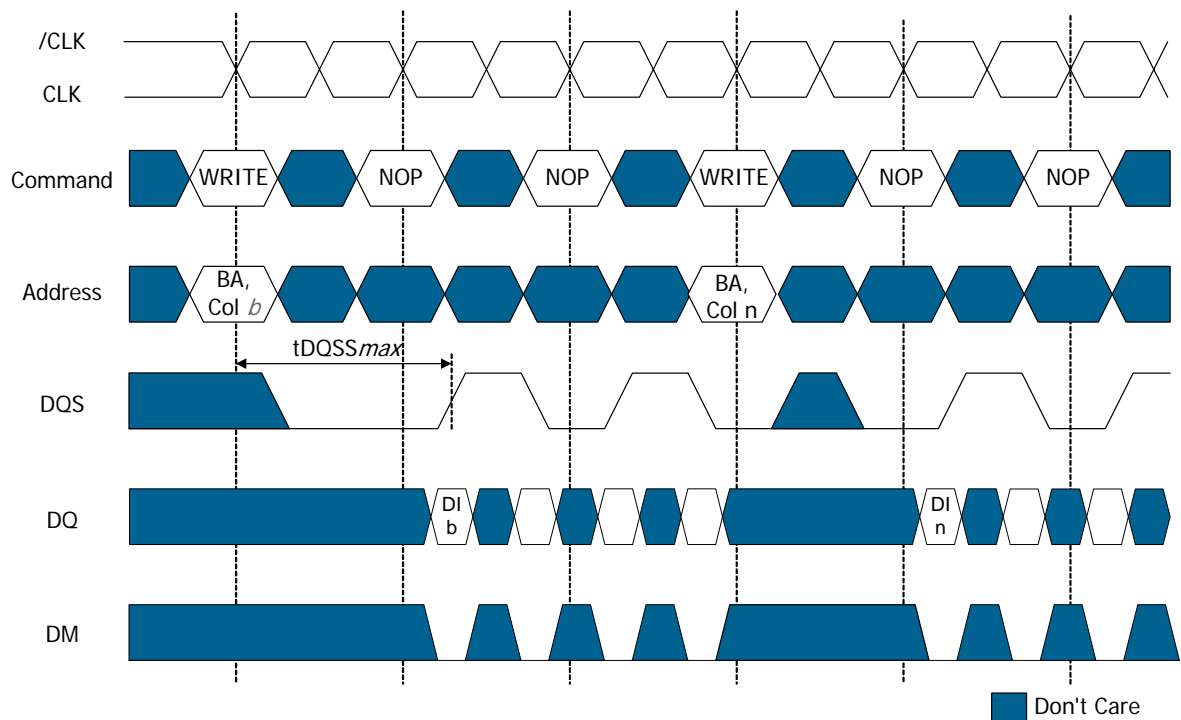 /CLK
CLK
Command
WRITE
NOP
NOP
WRITE
NOP
NOP
Address
BA,
Col b
BA,
Col n
tDQSSmax
DQS
DQ
DI
b
DI
n
DM
Don't Care